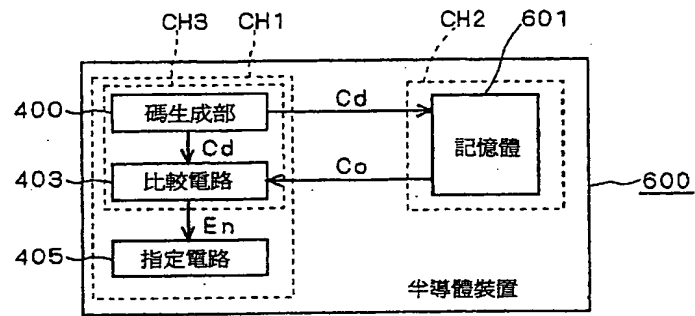 CH3 CH1 CH2 601
400 碼生成部 Cd 記憶體
Cd
403 比較電路 Co 600
En
405 指定電路
半導體裝置